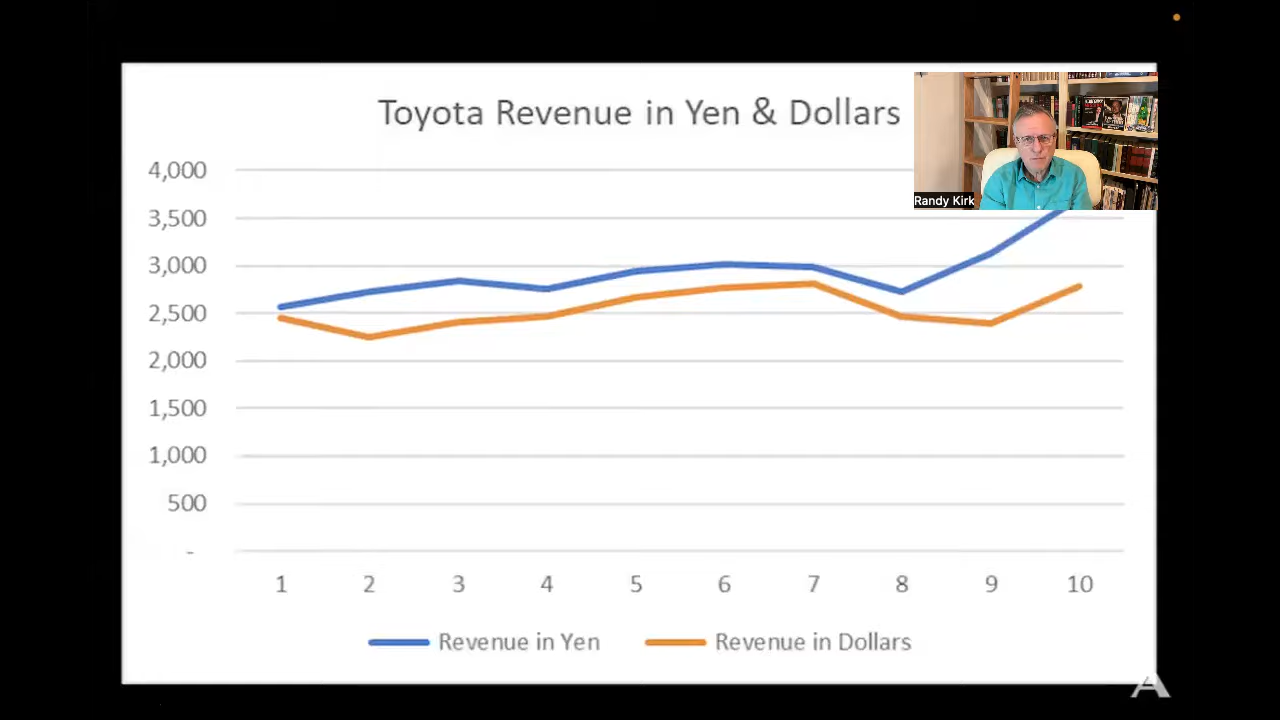 Toyota Revenue in Yen & Dollars
Randy Kirk
4,000
3,500
3,000
2,500
2,000
1,500
1,000
500
-
1 2 3 4 5 6 7 8 9 10
Revenue in Yen Revenue in Dollars
A